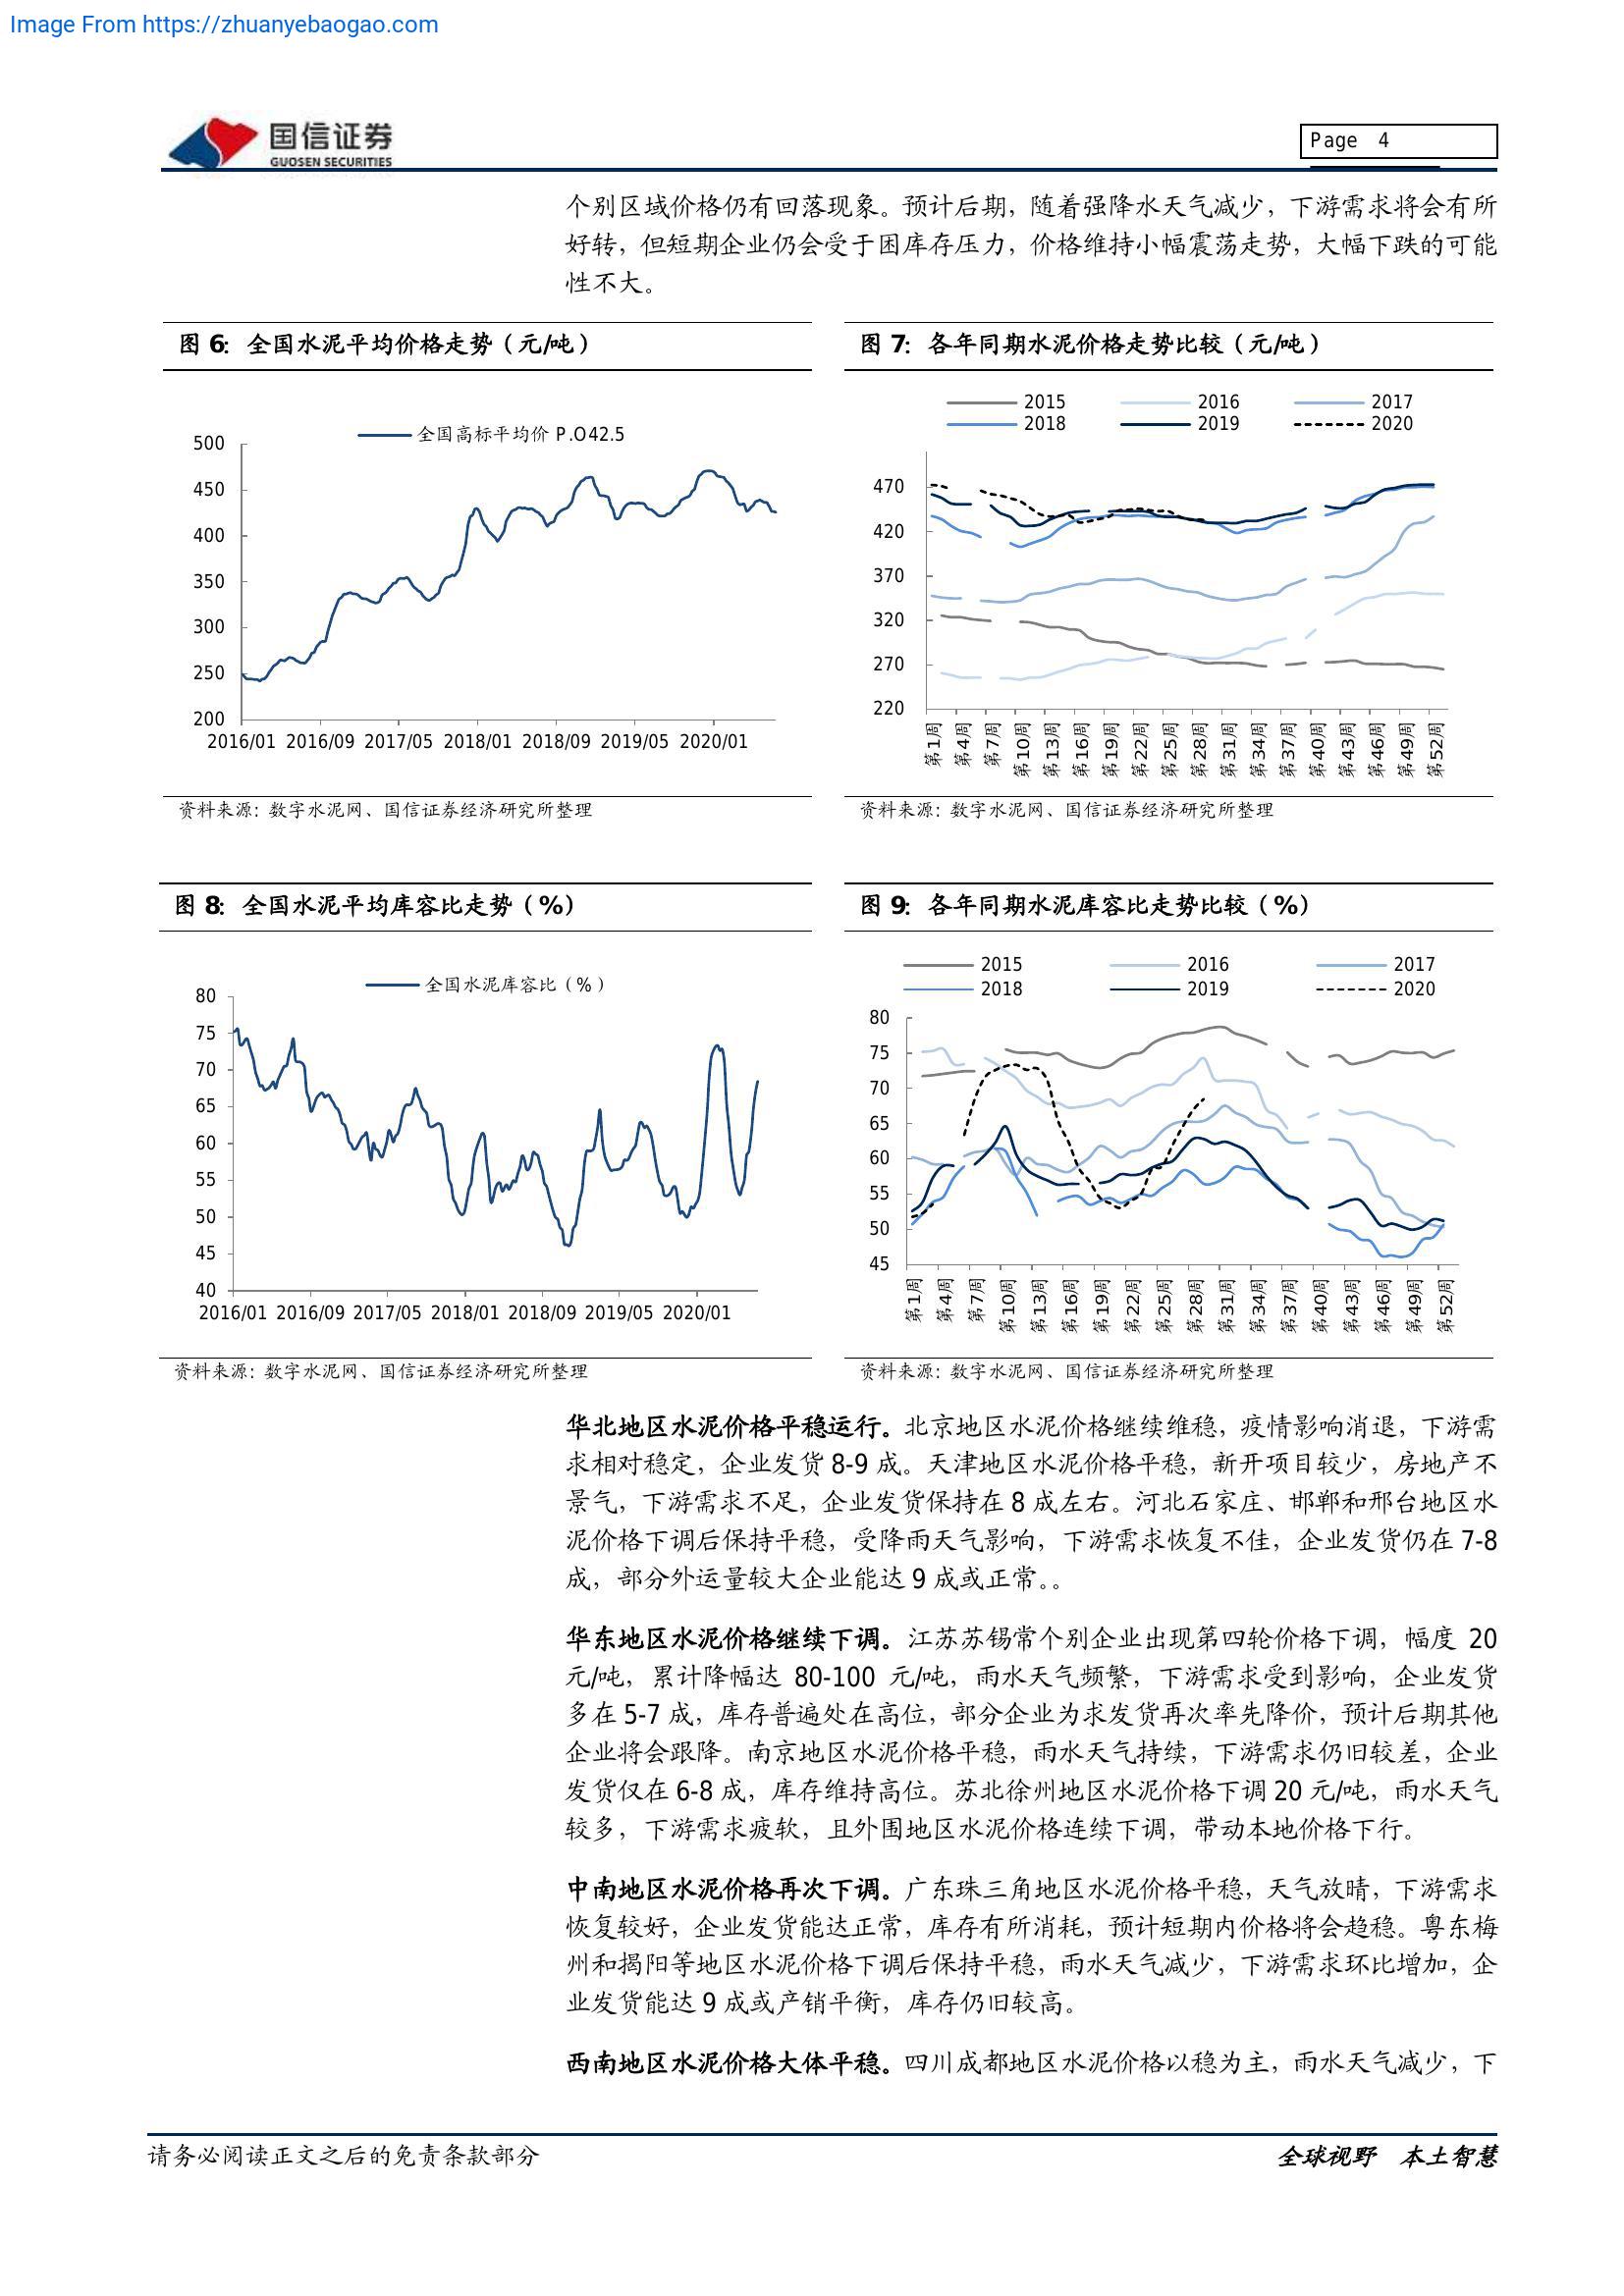 Image From https://zhuanyebaogao.com
国信证券
GUOSEN SECURITIES
Page 4
个别区域价格仍有回落现象。预计后期，随着强降水天气减少，下游需求将会有所
好转，但短期企业仍会受于困库存压力，价格维持小幅震荡走势，大幅下跌的可能
性不大。
图 6：全国水泥平均价格走势（元/吨）
全国高标平均价 P.O42.5
500
450
400
350
300
250
200
2016/01 2016/09 2017/05 2018/01 2018/09 2019/05 2020/01
资料来源：数字水泥网、国信证券经济研究所整理
图 7：各年同期水泥价格走势比较（元/吨）
2015 2016 2017
2018 2019 2020
470
420
370
320
270
220
第1周 第4周 第7周 第10周 第13周 第16周 第19周 第22周 第25周 第28周 第31周 第34周 第37周 第40周 第43周 第46周 第49周 第52周
资料来源：数字水泥网、国信证券经济研究所整理
图 8：全国水泥平均库容比走势（%）
全国水泥库容比（%）
80
75
70
65
60
55
50
45
40
2016/01 2016/09 2017/05 2018/01 2018/09 2019/05 2020/01
资料来源：数字水泥网、国信证券经济研究所整理
图 9：各年同期水泥库容比走势比较（%）
2015 2016 2017
2018 2019 2020
80
75
70
65
60
55
50
45
第1周 第4周 第7周 第10周 第13周 第16周 第19周 第22周 第25周 第28周 第31周 第34周 第37周 第40周 第43周 第46周 第49周 第52周
资料来源：数字水泥网、国信证券经济研究所整理
华北地区水泥价格平稳运行。北京地区水泥价格继续维稳，疫情影响消退，下游需
求相对稳定，企业发货 8-9 成。天津地区水泥价格平稳，新开项目较少，房地产不
景气，下游需求不足，企业发货保持在 8 成左右。河北石家庄、邯郸和邢台地区水
泥价格下调后保持平稳，受降雨天气影响，下游需求恢复不佳，企业发货仍在 7-8
成，部分外运量较大企业能达 9 成或正常。。
华东地区水泥价格继续下调。江苏苏锡常个别企业出现第四轮价格下调，幅度 20
元/吨，累计降幅达 80-100 元/吨，雨水天气频繁，下游需求受到影响，企业发货
多在 5-7 成，库存普遍处在高位，部分企业为求发货再次率先降价，预计后期其他
企业将会跟降。南京地区水泥价格平稳，雨水天气持续，下游需求仍旧较差，企业
发货仅在 6-8 成，库存维持高位。苏北徐州地区水泥价格下调 20 元/吨，雨水天气
较多，下游需求疲软，且外围地区水泥价格连续下调，带动本地价格下行。
中南地区水泥价格再次下调。广东珠三角地区水泥价格平稳，天气放晴，下游需求
恢复较好，企业发货能达正常，库存有所消耗，预计短期内价格将会趋稳。粤东梅
州和揭阳等地区水泥价格下调后保持平稳，雨水天气减少，下游需求环比增加，企
业发货能达 9 成或产销平衡，库存仍旧较高。
西南地区水泥价格大体平稳。四川成都地区水泥价格以稳为主，雨水天气减少，下
请务必阅读正文之后的免责条款部分
全球视野 本土智慧